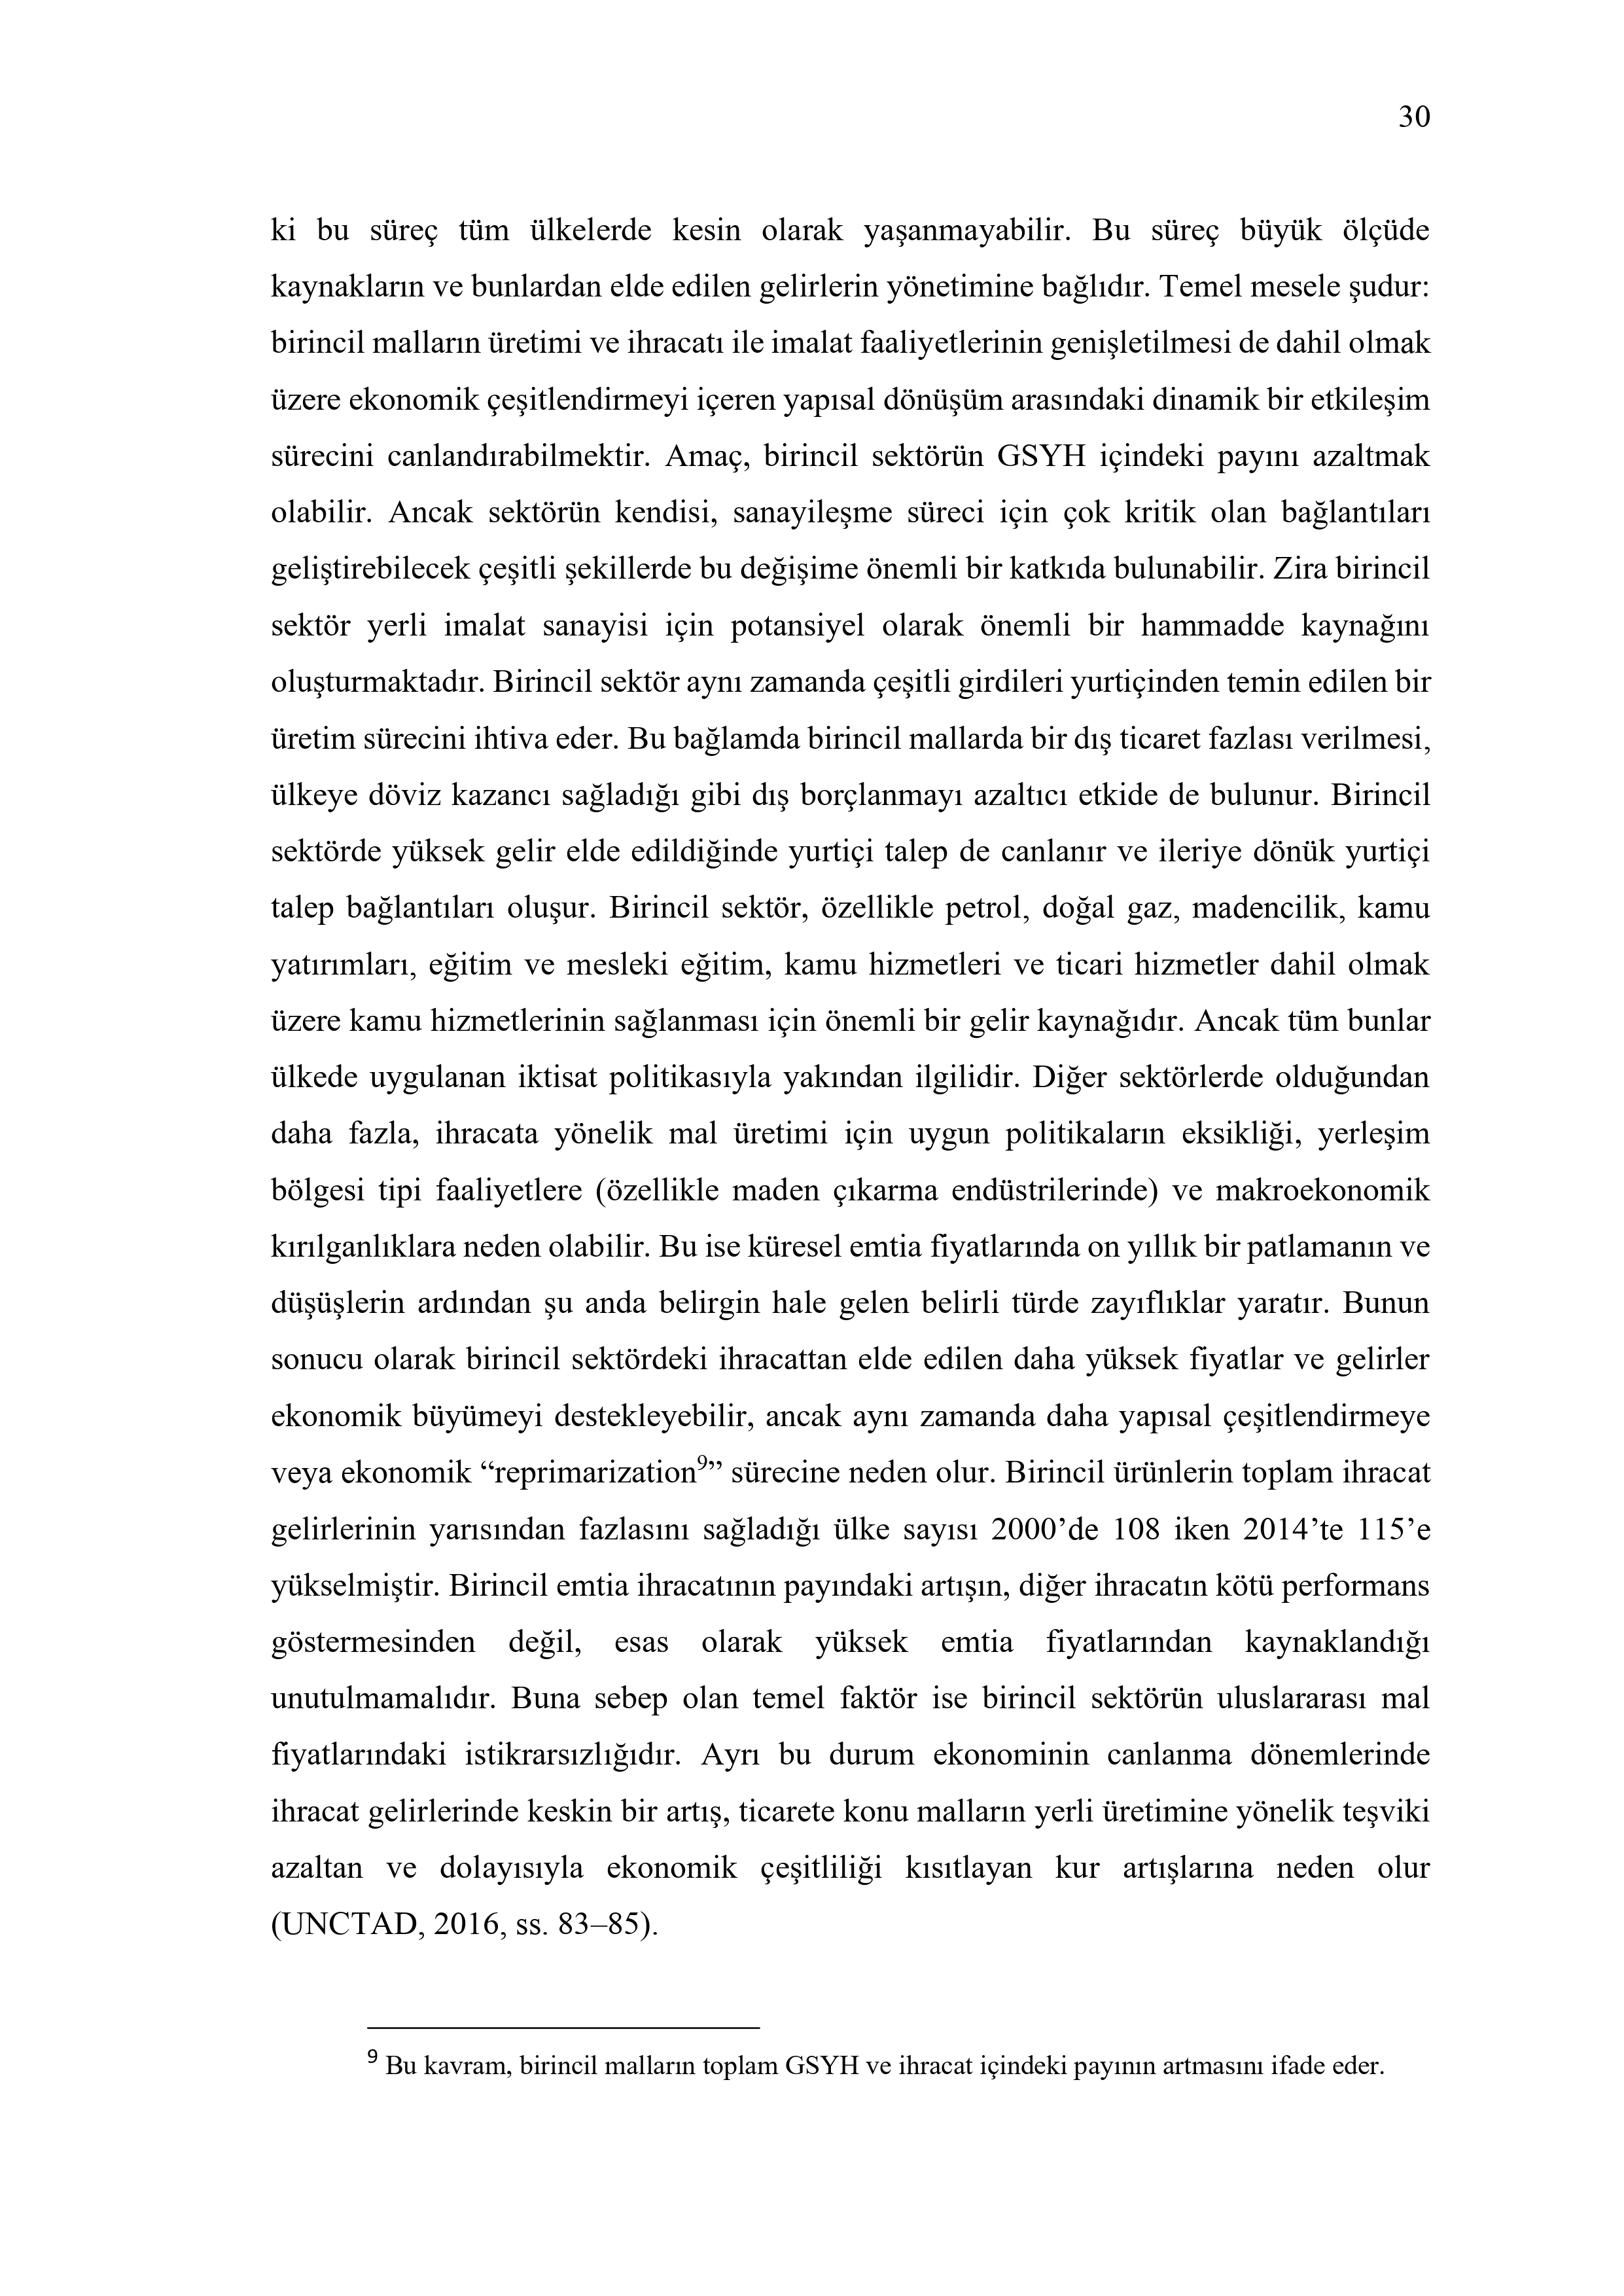 30
ki bu süreç tüm ülkelerde kesin olarak yaşanmayabilir. Bu süreç büyük ölçüde
kaynakların ve bunlardan elde edilen gelirlerin yönetimine bağlıdır. Temel mesele şudur:
birincil malların üretimi ve ihracatı ile imalat faaliyetlerinin genişletilmesi de dahil olmak
üzere ekonomik çeşitlendirmeyi içeren yapısal dönüşüm arasındaki dinamik bir etkileşim
sürecini canlandırabilmektir. Amaç, birincil sektörün GSYH içindeki payını azaltmak
olabilir. Ancak sektörün kendisi, sanayileşme süreci için çok kritik olan bağlantıları
geliştirebilecek çeşitli şekillerde bu değişime önemli bir katkıda bulunabilir. Zira birincil
sektör yerli imalat sanayisi için potansiyel olarak önemli bir hammadde kaynağını
oluşturmaktadır. Birincil sektör aynı zamanda çeşitli girdileri yurtiçinden temin edilen bir
üretim sürecini ihtiva eder. Bu bağlamda birincil mallarda bir dış ticaret fazlası verilmesi,
ülkeye döviz kazancı sağladığı gibi dış borçlanmayı azaltıcı etkide de bulunur. Birincil
sektörde yüksek gelir elde edildiğinde yurtiçi talep de canlanır ve ileriye dönük yurtiçi
talep bağlantıları oluşur. Birincil sektör, özellikle petrol, doğal gaz, madencilik, kamu
yatırımları, eğitim ve mesleki eğitim, kamu hizmetleri ve ticari hizmetler dahil olmak
üzere kamu hizmetlerinin sağlanması için önemli bir gelir kaynağıdır. Ancak tüm bunlar
ülkede uygulanan iktisat politikasıyla yakından ilgilidir. Diğer sektörlerde olduğundan
daha fazla, ihracata yönelik mal üretimi için uygun politikaların eksikliği, yerleşim
bölgesi tipi faaliyetlere (özellikle maden çıkarma endüstrilerinde) ve makroekonomik
kırılganlıklara neden olabilir. Bu ise küresel emtia fiyatlarında on yıllık bir patlamanın ve
düşüşlerin ardından şu anda belirgin hale gelen belirli türde zayıflıklar yaratır. Bunun
sonucu olarak birincil sektördeki ihracattan elde edilen daha yüksek fiyatlar ve gelirler
ekonomik büyümeyi destekleyebilir, ancak aynı zamanda daha yapısal çeşitlendirmeye
veya ekonomik “reprimarization⁹” sürecine neden olur. Birincil ürünlerin toplam ihracat
gelirlerinin yarısından fazlasını sağladığı ülke sayısı 2000’de 108 iken 2014’te 115’e
yükselmiştir. Birincil emtia ihracatının payındaki artışın, diğer ihracatın kötü performans
göstermesinden değil, esas olarak yüksek emtia fiyatlarından kaynaklandığı
unutulmamalıdır. Buna sebep olan temel faktör ise birincil sektörün uluslararası mal
fiyatlarındaki istikrarsızlığıdır. Ayrı bu durum ekonominin canlanma dönemlerinde
ihracat gelirlerinde keskin bir artış, ticarete konu malların yerli üretimine yönelik teşviki
azaltan ve dolayısıyla ekonomik çeşitliliği kısıtlayan kur artışlarına neden olur
(UNCTAD, 2016, ss. 83–85).
⁹ Bu kavram, birincil malların toplam GSYH ve ihracat içindeki payının artmasını ifade eder.